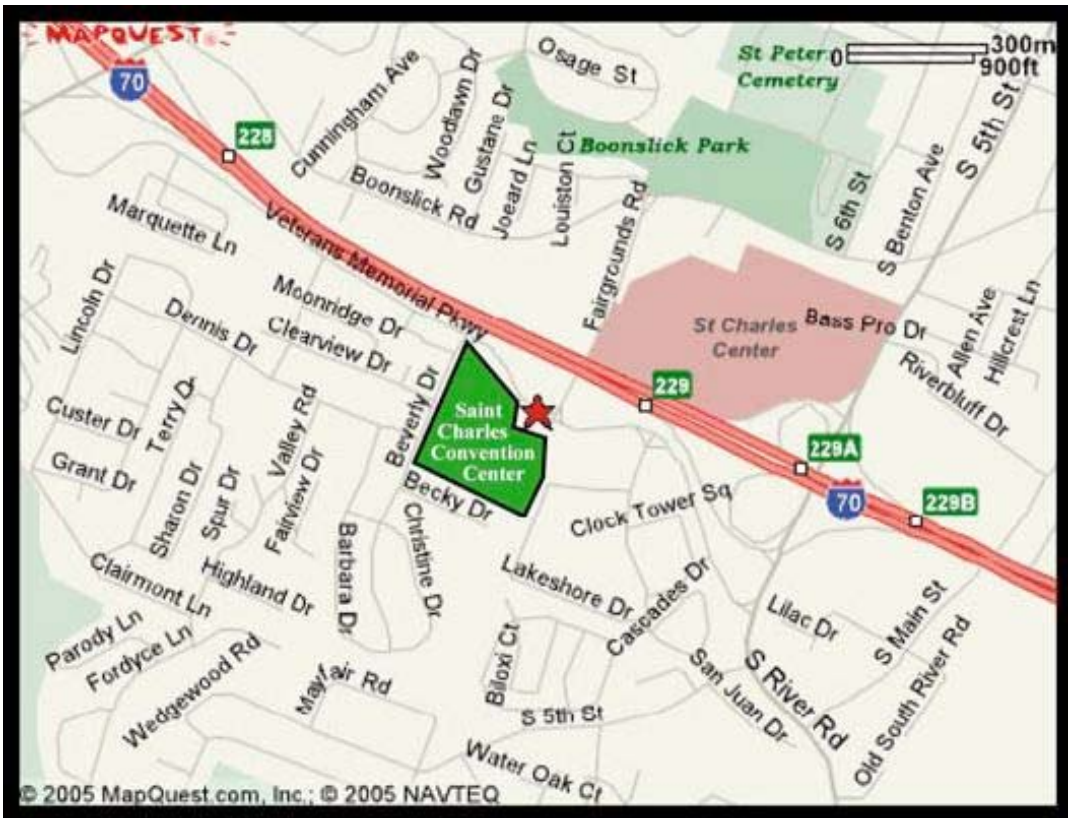 MAPQUEST
70
228
Cunningham Ave
Woodlawn Dr
Gustane Dr
Joeard Ln
Louiston Ct
Osage St
St Peter
Cemetery
0
300m
900ft
Boonslick Park
Boonslick Rd
Fairgrounds Rd
S 6th St
S Benton Ave
S 5th St
Marquette Ln
Veterans Memorial Pkwy
Moonridge Dr
Clearview Dr
Lincoln Dr
Dennis Dr
St Charles
Center
Bass Pro Dr
Allen Ave
Hillcrest Ln
Riverbluff Dr
229
229A
70
229B
Custer Dr
Grant Dr
Terry Dr
Sharon Dr
Spur Dr
Valley Rd
Fairview Dr
Beverly Dr
Saint
Charles
Convention
Center
Becky Dr
Christine Dr
Barbara Dr
Clock Tower Sq
Lakeshore Dr
Cascades Dr
Clairmont Ln
Highland Dr
Parody Ln
Fordyce Ln
Wedgewood Rd
Mayfair Rd
Biloxi Ct
S 5th St
Water Oak Ct
San Juan Dr
S River Rd
Lilac Dr
S Main St
Old South River Rd
© 2005 MapQuest.com, Inc.; © 2005 NAVTEQ